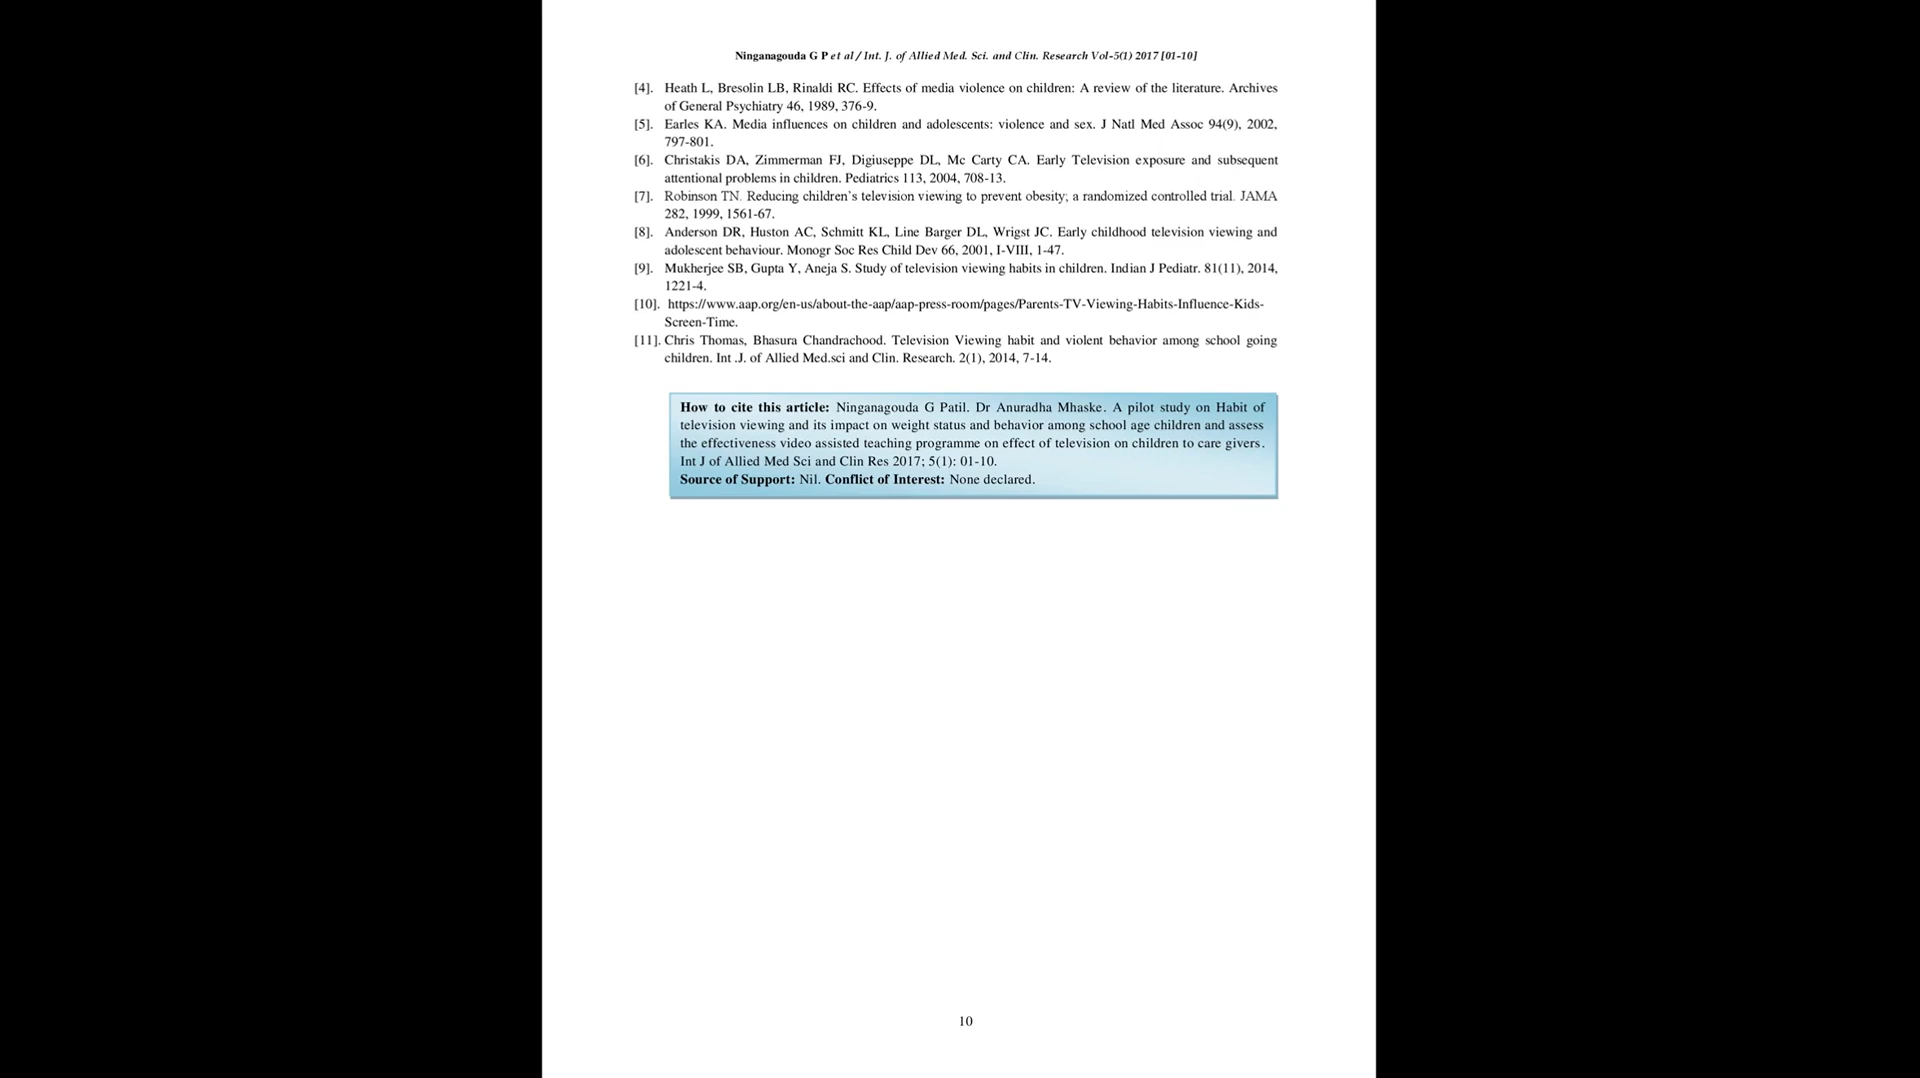 Ninganagouda G P et al / Int. J. of Allied Med. Sci. and Clin. Research Vol-5(1) 2017 [01-10]
[4]. Heath L, Bresolin LB, Rinaldi RC. Effects of media violence on children: A review of the literature. Archives
of General Psychiatry 46, 1989, 376-9.
[5]. Earles KA. Media influences on children and adolescents: violence and sex. J Natl Med Assoc 94(9), 2002,
797-801.
[6]. Christakis DA, Zimmerman FJ, Digiuseppe DL, Mc Carty CA. Early Television exposure and subsequent
attentional problems in children. Pediatrics 113, 2004, 708-13.
[7]. Robinson TN. Reducing children's television viewing to prevent obesity; a randomized controlled trial. JAMA
282, 1999, 1561-67.
[8]. Anderson DR, Huston AC, Schmitt KL, Line Barger DL, Wrigst JC. Early childhood television viewing and
adolescent behaviour. Monogr Soc Res Child Dev 66, 2001, I-VIII, 1-47.
[9]. Mukherjee SB, Gupta Y, Aneja S. Study of television viewing habits in children. Indian J Pediatr. 81(11), 2014,
1221-4.
[10]. https://www.aap.org/en-us/about-the-aap/aap-press-room/pages/Parents-TV-Viewing-Habits-Influence-Kids-
Screen-Time.
[11]. Chris Thomas, Bhasura Chandrachood. Television Viewing habit and violent behavior among school going
children. Int .J. of Allied Med.sci and Clin. Research. 2(1), 2014, 7-14.
How to cite this article: Ninganagouda G Patil. Dr Anuradha Mhaske. A pilot study on Habit of
television viewing and its impact on weight status and behavior among school age children and assess
the effectiveness video assisted teaching programme on effect of television on children to care givers.
Int J of Allied Med Sci and Clin Res 2017; 5(1): 01-10.
Source of Support: Nil. Conflict of Interest: None declared.
10